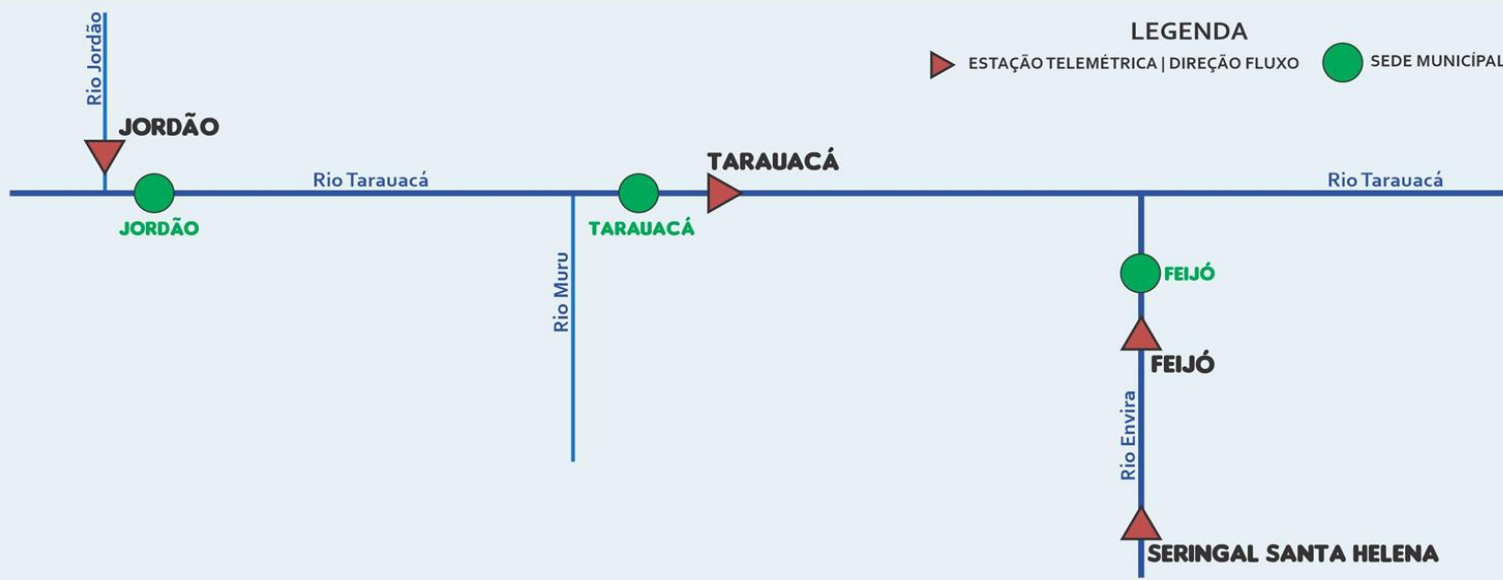 LEGENDA
ESTAÇÃO TELEMÉTRICA | DIREÇÃO FLUXO
SEDE MUNICÍPAL
Rio Jordão
JORDÃO
Rio Tarauacá
TARAUACÁ
Rio Tarauacá
JORDÃO
TARAUACÁ
Rio Muru
FEIJÓ
FEIJÓ
Rio Envira
SERINGAL SANTA HELENA